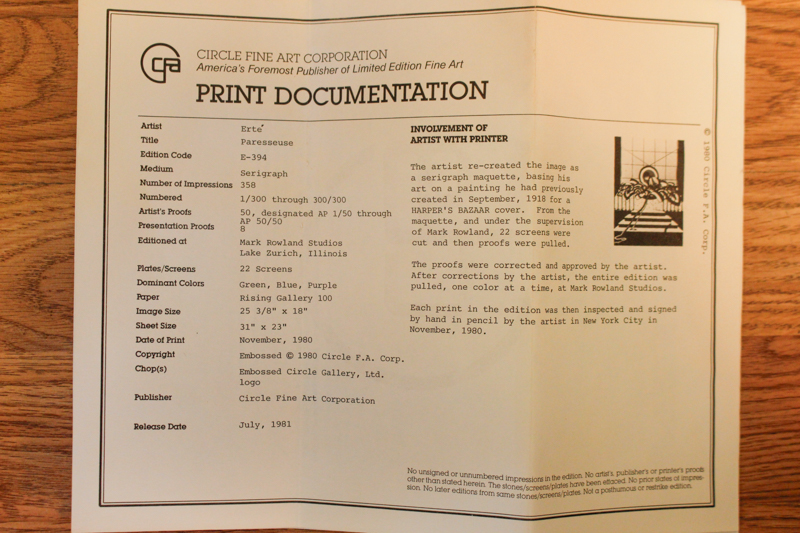 cfa
CIRCLE FINE ART CORPORATION
America's Foremost Publisher of Limited Edition Fine Art
PRINT DOCUMENTATION
Artist Erté
Title Paresseuse
Edition Code E-394
Medium Serigraph
Number of Impressions 358
Numbered 1/300 through 300/300
Artist's Proofs 50, designated AP 1/50 through
AP 50/50
Presentation Proofs 8
Editioned at Mark Rowland Studios
Lake Zurich, Illinois
Plates/Screens 22 Screens
Dominant Colors Green, Blue, Purple
Paper Rising Gallery 100
Image Size 25 3/8" x 18"
Sheet Size 31" x 23"
Date of Print November, 1980
Copyright Embossed © 1980 Circle F.A. Corp.
Chop(s) Embossed Circle Gallery, Ltd.
logo
Publisher Circle Fine Art Corporation
Release Date July, 1981
INVOLVEMENT OF
ARTIST WITH PRINTER
The artist re-created the image as
a serigraph maquette, basing his
art on a painting he had previously
created in September, 1918 for a
HARPER'S BAZAAR cover. From the
maquette, and under the supervision
of Mark Rowland, 22 screens were
cut and then proofs were pulled.
The proofs were corrected and approved by the artist.
After corrections by the artist, the entire edition was
pulled, one color at a time, at Mark Rowland Studios.
Each print in the edition was then inspected and signed
by hand in pencil by the artist in New York City in
November, 1980.
© 1980 Circle F.A. Corp.
No unsigned or unnumbered impressions in the edition. No artist's, publisher's or printer's proofs
other than stated herein. The stones/screens/plates have been effaced. No prior states of impres-
sion. No later editions from same stones/screens/plates. Not a posthumous or restrike edition.